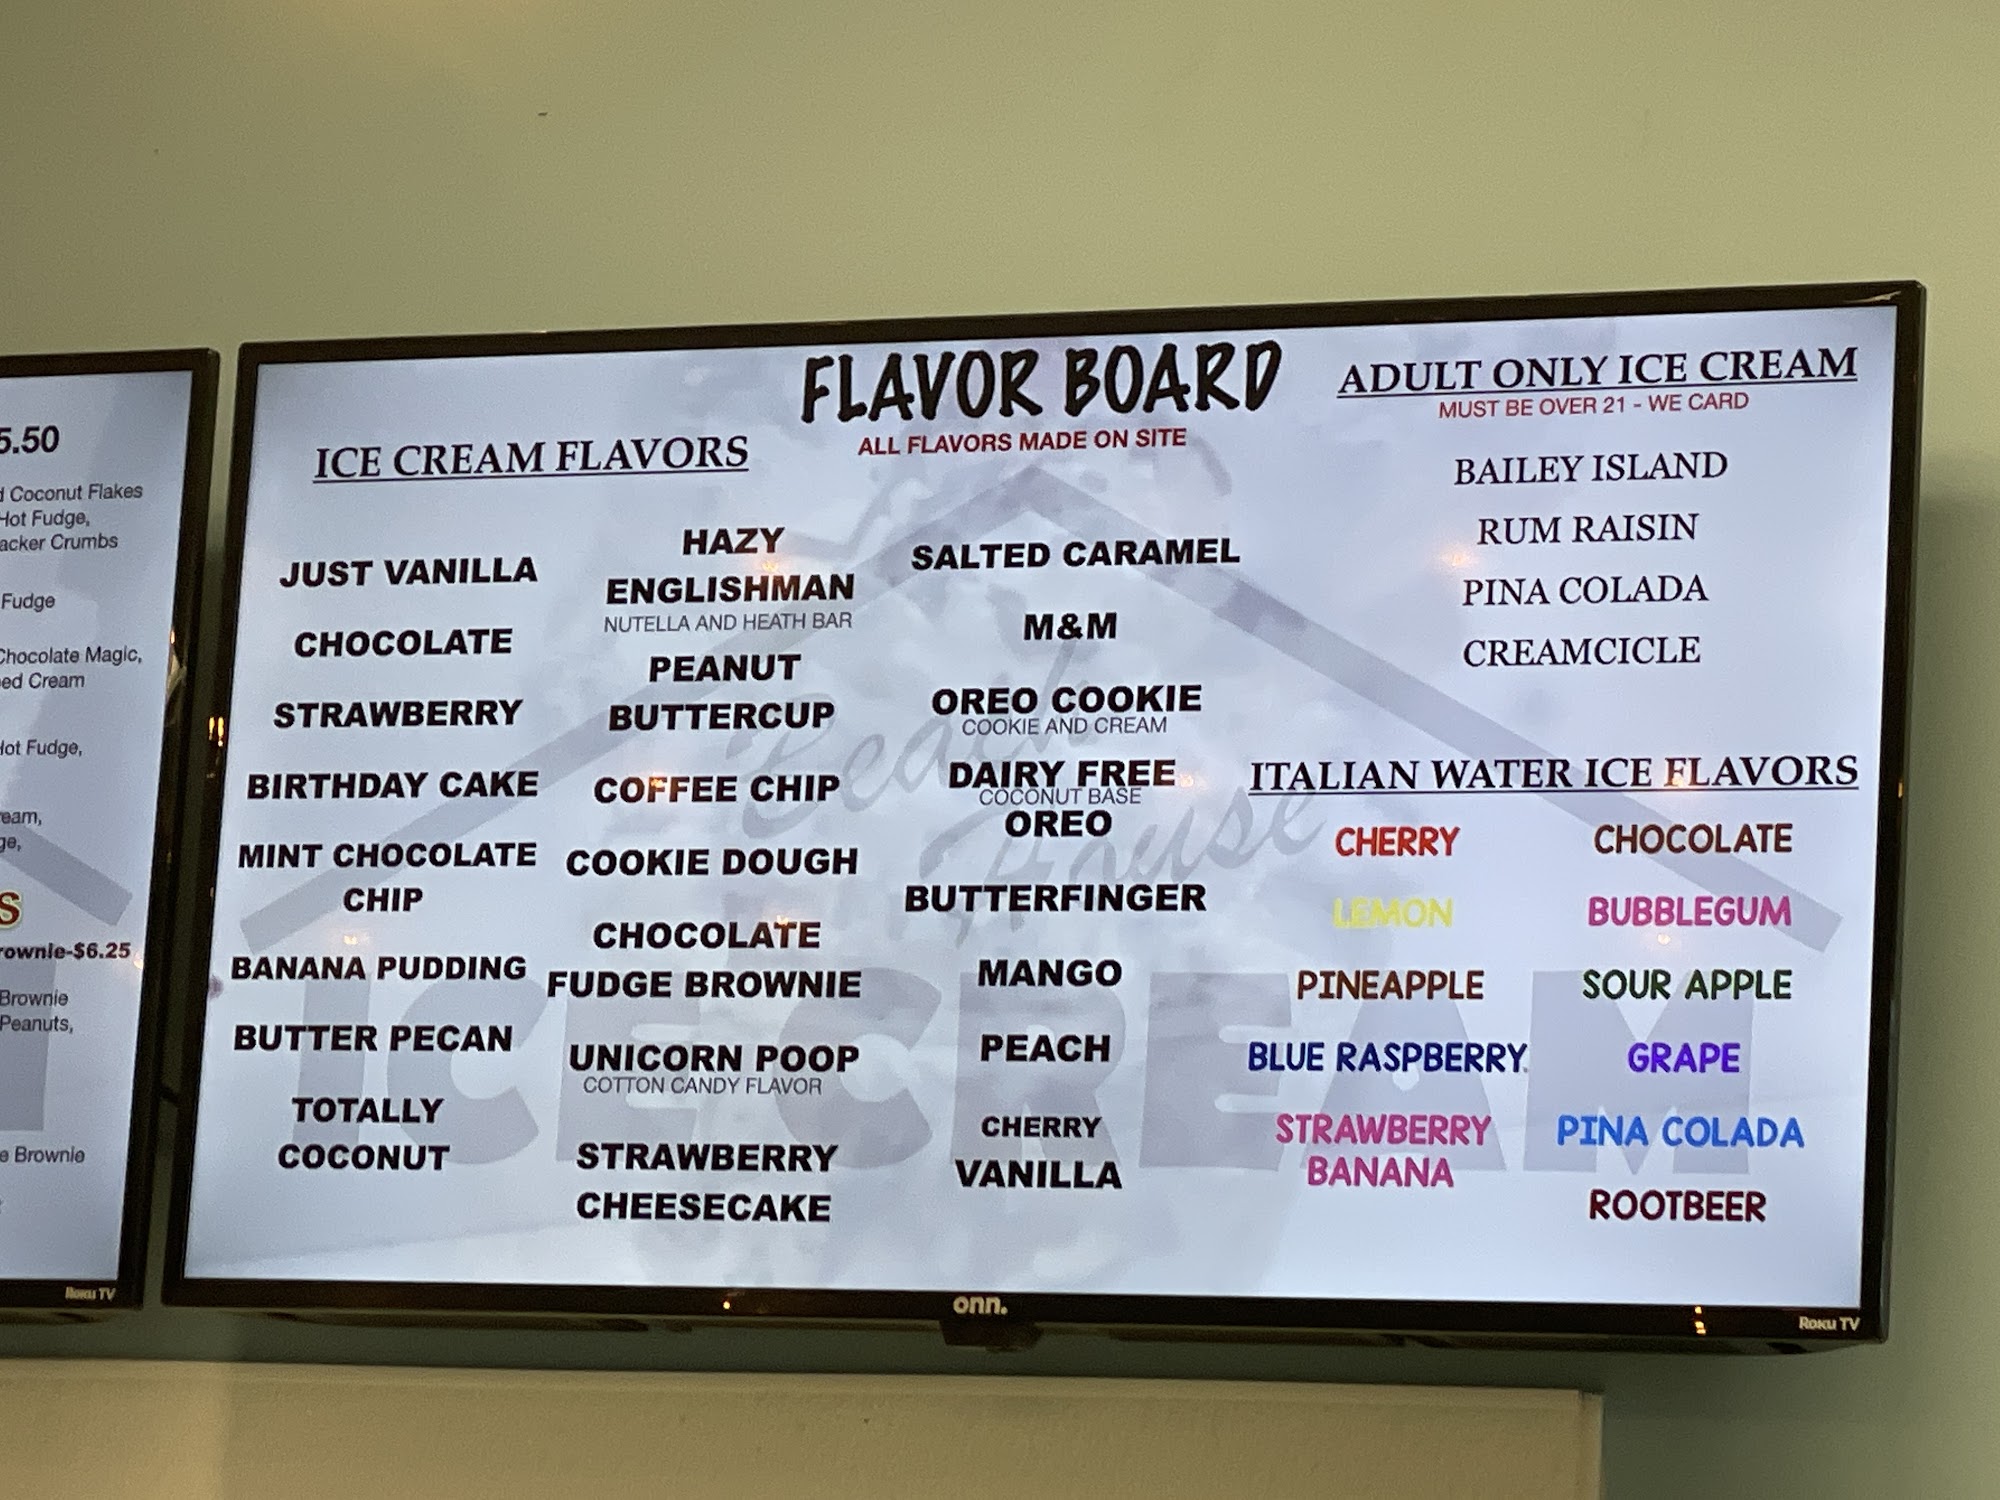 5.50
Coconut Flakes
Hot Fudge,
acker Crumbs
Fudge
Chocolate Magic,
ed Cream
Hot Fudge,
eam,
ge,
S
rownie-$6.25
Brownie
Peanuts,
e Brownie
Roku TV
FLAVOR BOARD
ALL FLAVORS MADE ON SITE
ICE CREAM FLAVORS
JUST VANILLA
CHOCOLATE
STRAWBERRY
BIRTHDAY CAKE
MINT CHOCOLATE
CHIP
BANANA PUDDING
BUTTER PECAN
TOTALLY
COCONUT
HAZY
ENGLISHMAN
NUTELLA AND HEATH BAR
PEANUT
BUTTERCUP
COFFEE CHIP
COOKIE DOUGH
CHOCOLATE
FUDGE BROWNIE
UNICORN POOP
COTTON CANDY FLAVOR
STRAWBERRY
CHEESECAKE
SALTED CARAMEL
M&M
OREO COOKIE
COOKIE AND CREAM
DAIRY FREE
COCONUT BASE
OREO
BUTTERFINGER
MANGO
PEACH
CHERRY
VANILLA
ADULT ONLY ICE CREAM
MUST BE OVER 21 - WE CARD
BAILEY ISLAND
RUM RAISIN
PINA COLADA
CREAMCICLE
ITALIAN WATER ICE FLAVORS
CHERRY
LEMON
PINEAPPLE
BLUE RASPBERRY
STRAWBERRY
BANANA
CHOCOLATE
BUBBLEGUM
SOUR APPLE
GRAPE
PINA COLADA
ROOTBEER
Beach
House
ICE CREAM
onn.
Roku TV